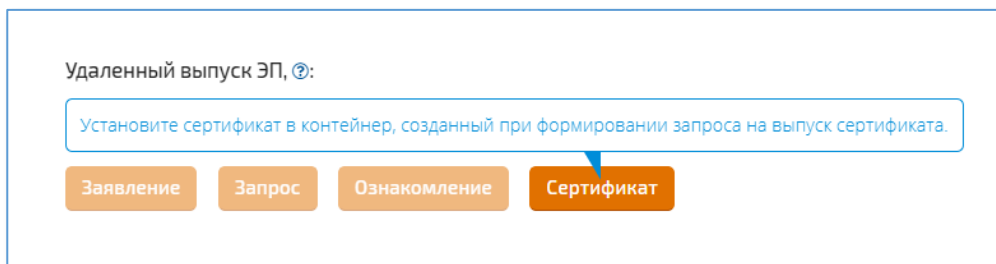 Удаленный выпуск ЭП, ?:
Установите сертификат в контейнер, созданный при формировании запроса на выпуск сертификата.
Заявление Запрос Ознакомление Сертификат